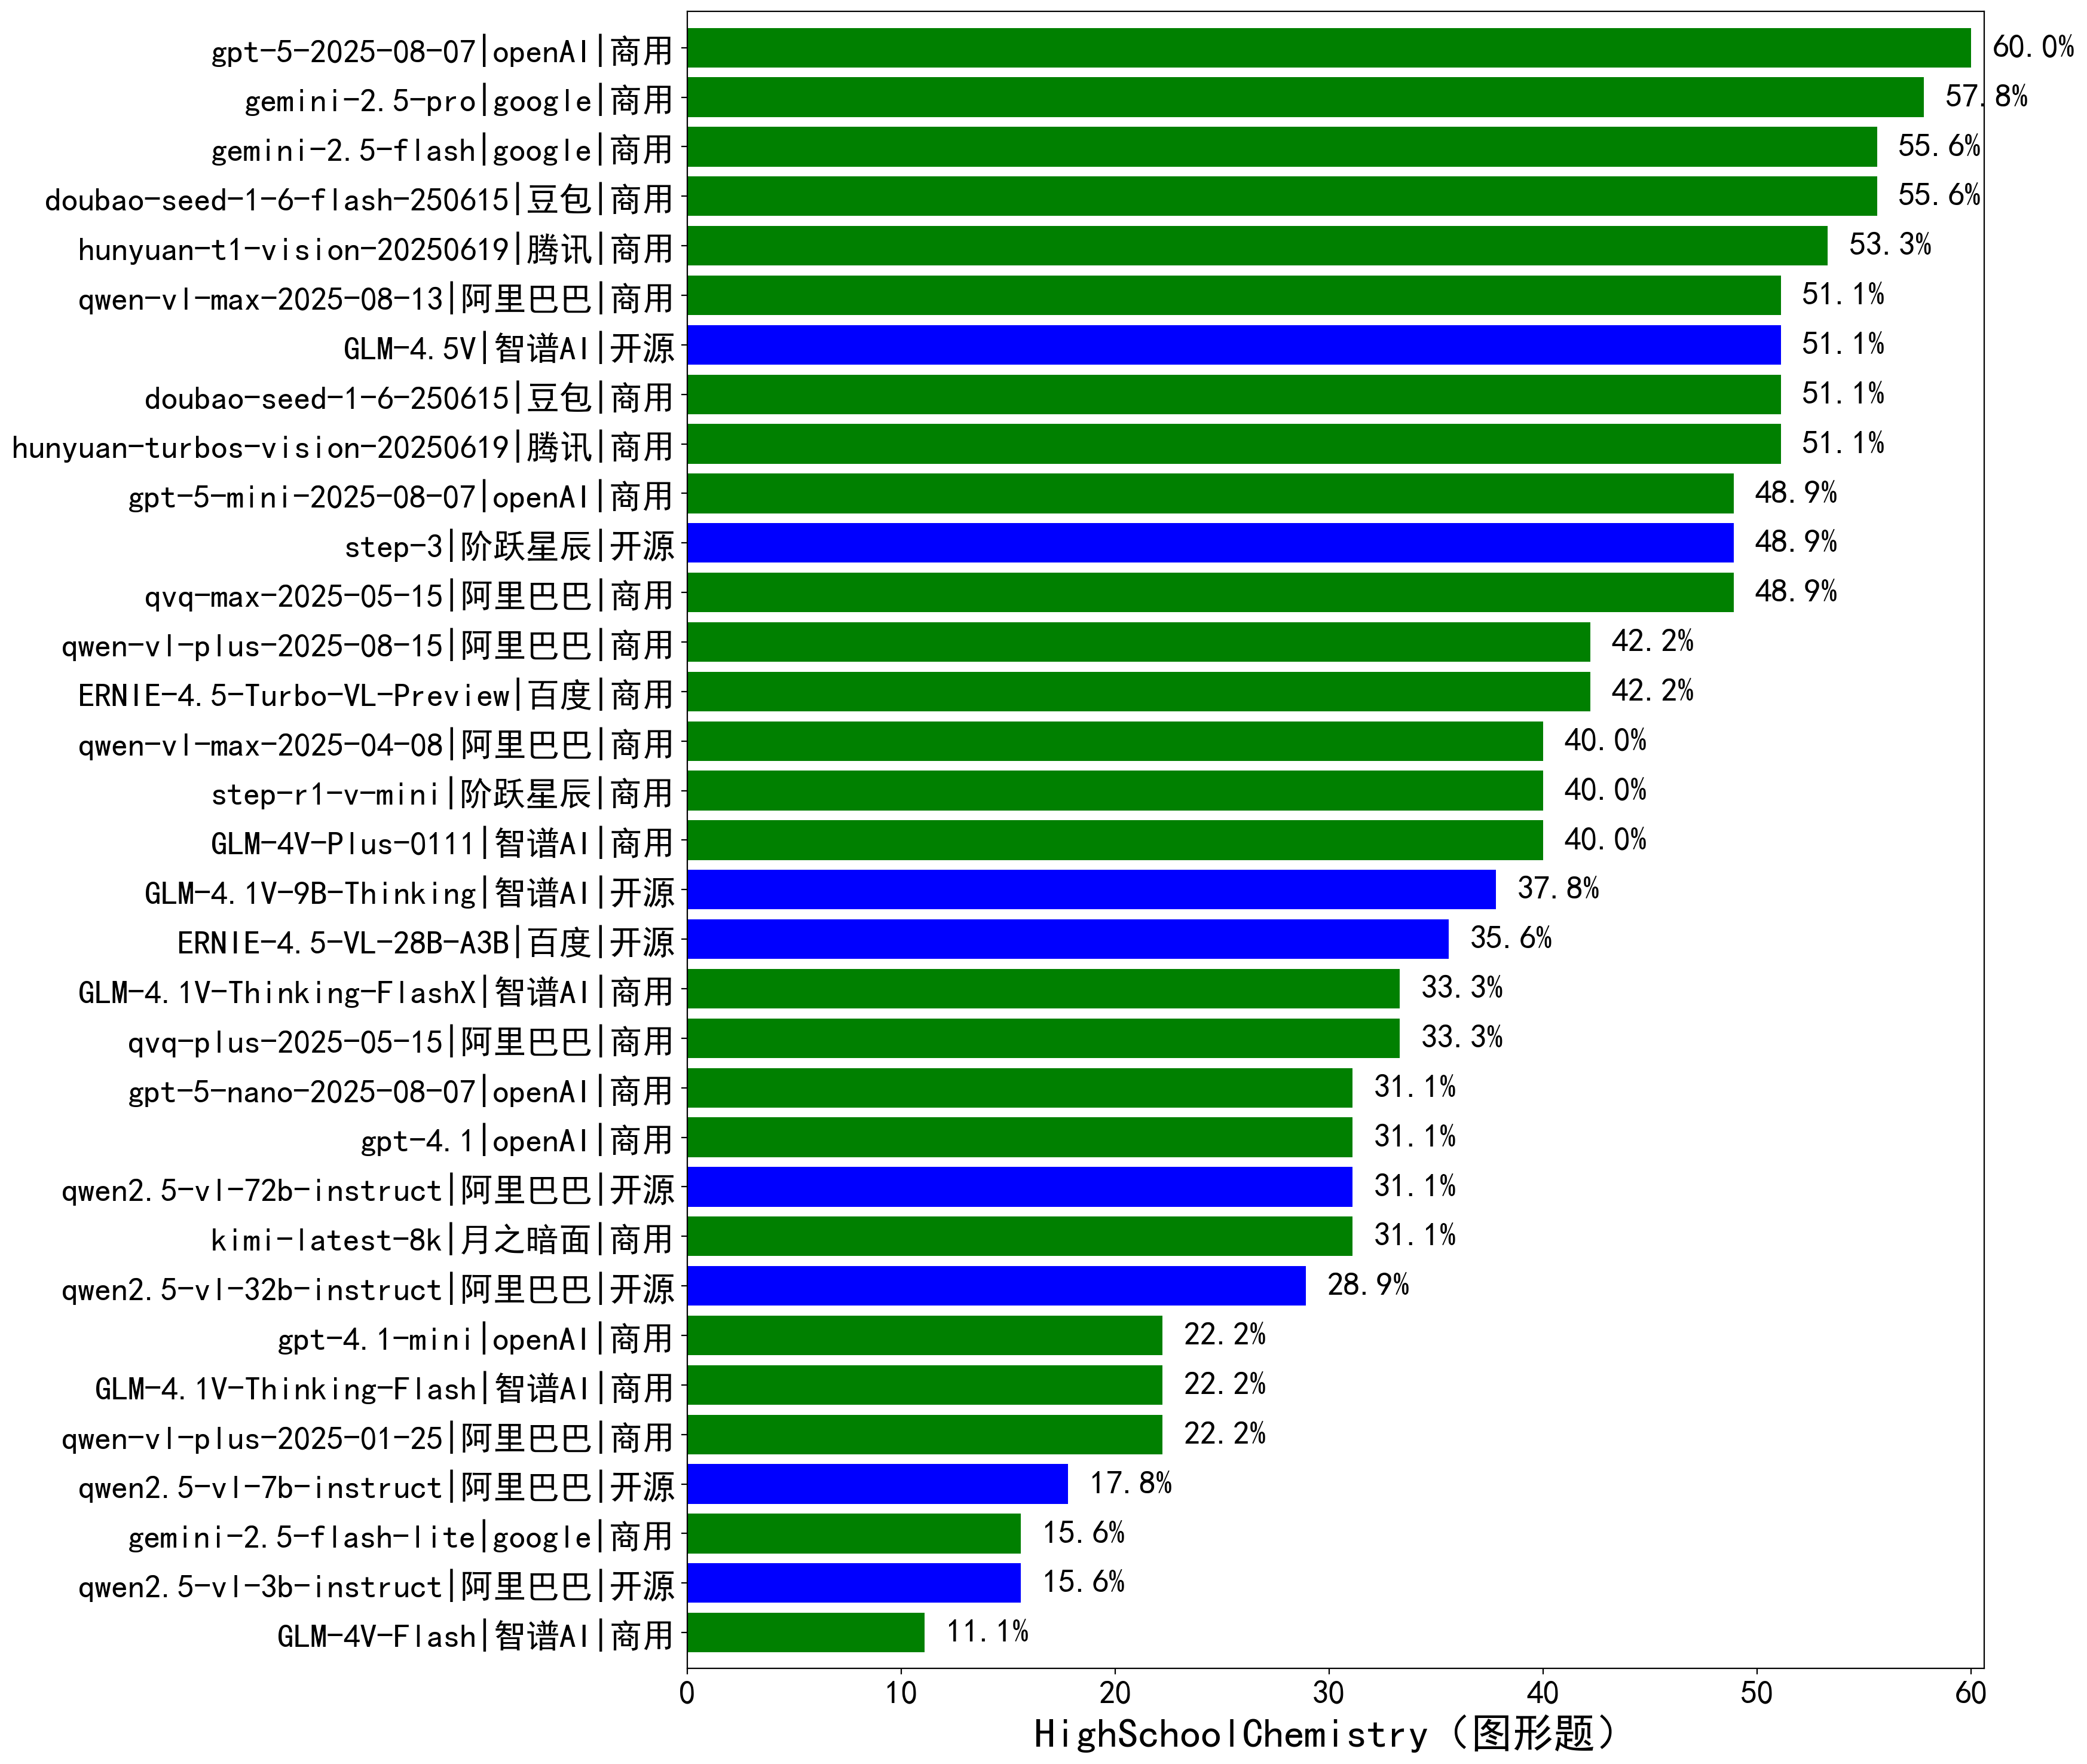 gpt-5-2025-08-07|openAI|商用 60.0%
gemini-2.5-pro|google|商用 57.8%
gemini-2.5-flash|google|商用 55.6%
doubao-seed-1-6-flash-250615|豆包|商用 55.6%
hunyuan-t1-vision-20250619|腾讯|商用 53.3%
qwen-vl-max-2025-08-13|阿里巴巴|商用 51.1%
GLM-4.5V|智谱AI|开源 51.1%
doubao-seed-1-6-250615|豆包|商用 51.1%
hunyuan-turbos-vision-20250619|腾讯|商用 51.1%
gpt-5-mini-2025-08-07|openAI|商用 48.9%
step-3|阶跃星辰|开源 48.9%
qvq-max-2025-05-15|阿里巴巴|商用 48.9%
qwen-vl-plus-2025-08-15|阿里巴巴|商用 42.2%
ERNIE-4.5-Turbo-VL-Preview|百度|商用 42.2%
qwen-vl-max-2025-04-08|阿里巴巴|商用 40.0%
step-r1-v-mini|阶跃星辰|商用 40.0%
GLM-4V-Plus-0111|智谱AI|商用 40.0%
GLM-4.1V-9B-Thinking|智谱AI|开源 37.8%
ERNIE-4.5-VL-28B-A3B|百度|开源 35.6%
GLM-4.1V-Thinking-FlashX|智谱AI|商用 33.3%
qvq-plus-2025-05-15|阿里巴巴|商用 33.3%
gpt-5-nano-2025-08-07|openAI|商用 31.1%
gpt-4.1|openAI|商用 31.1%
qwen2.5-vl-72b-instruct|阿里巴巴|开源 31.1%
kimi-latest-8k|月之暗面|商用 31.1%
qwen2.5-vl-32b-instruct|阿里巴巴|开源 28.9%
gpt-4.1-mini|openAI|商用 22.2%
GLM-4.1V-Thinking-Flash|智谱AI|商用 22.2%
qwen-vl-plus-2025-01-25|阿里巴巴|商用 22.2%
qwen2.5-vl-7b-instruct|阿里巴巴|开源 17.8%
gemini-2.5-flash-lite|google|商用 15.6%
qwen2.5-vl-3b-instruct|阿里巴巴|开源 15.6%
GLM-4V-Flash|智谱AI|商用 11.1%
0 10 20 30 40 50 60
HighSchoolChemistry（图形题）